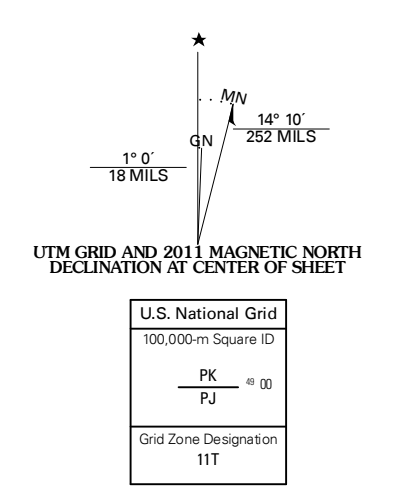 ★
MN
14° 10´
252 MILS
GN
1° 0´
18 MILS
UTM GRID AND 2011 MAGNETIC NORTH
DECLINATION AT CENTER OF SHEET
U.S. National Grid
100,000-m Square ID
PK
49 00
PJ
Grid Zone Designation
11T